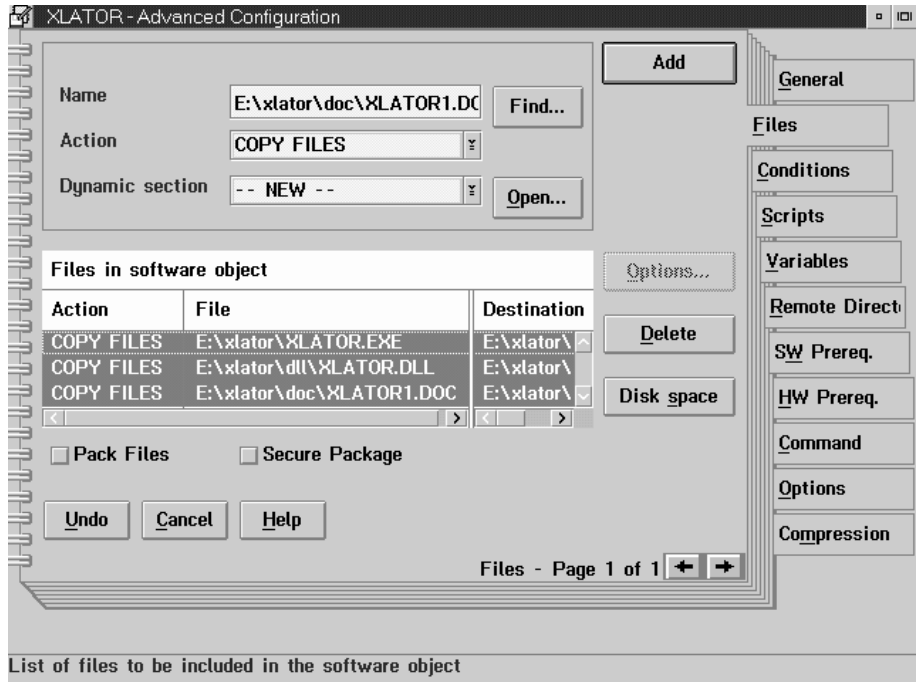 XLATOR - Advanced Configuration
Add
Name
E:\xlator\doc\XLATOR1.DC
Find...
Action
COPY FILES
Dynamic section
-- NEW --
Open...
Files in software object
Options...
Action File Destination
COPY FILES E:\xlator\XLATOR.EXE E:\xlator\
COPY FILES E:\xlator\dll\XLATOR.DLL E:\xlator\
COPY FILES E:\xlator\doc\XLATOR1.DOC E:\xlator\
Delete
Disk space
Pack Files
Secure Package
Undo
Cancel
Help
Files - Page 1 of 1
General
Files
Conditions
Scripts
Variables
Remote Direct
SW Prereq.
HW Prereq.
Command
Options
Compression
List of files to be included in the software object